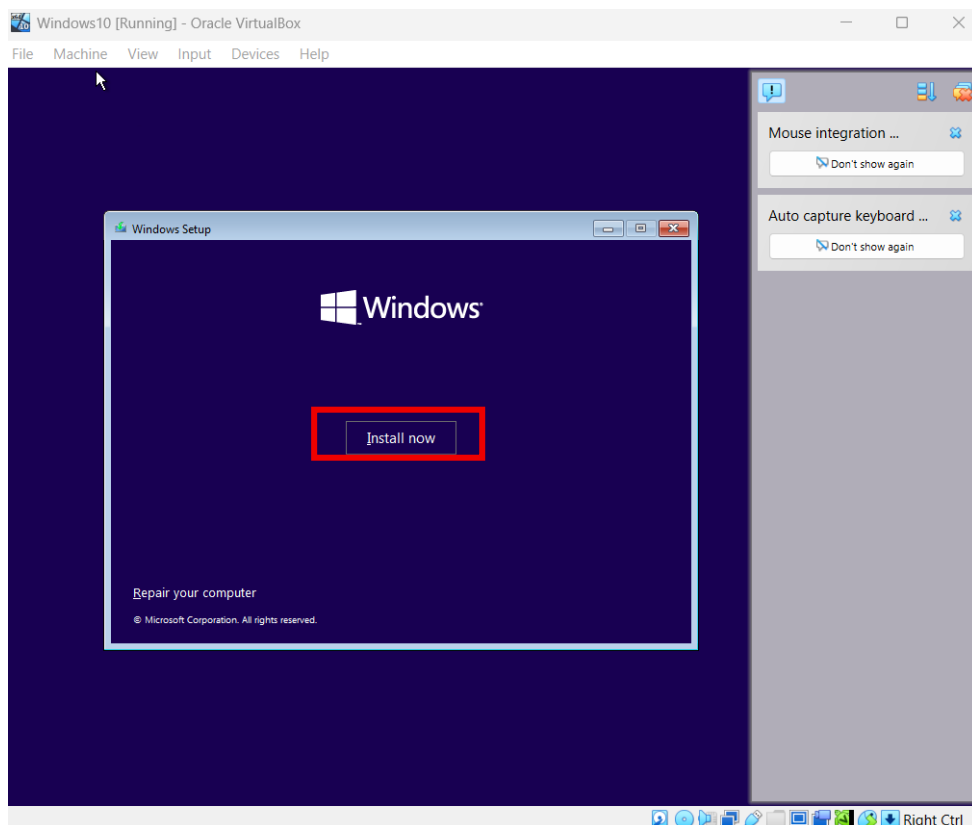 Windows10 [Running] - Oracle VirtualBox
File Machine View Input Devices Help
Mouse integration ...
Don't show again
Auto capture keyboard ...
Don't show again
Windows Setup
Windows
Install now
Repair your computer
© Microsoft Corporation. All rights reserved.
Right Ctrl